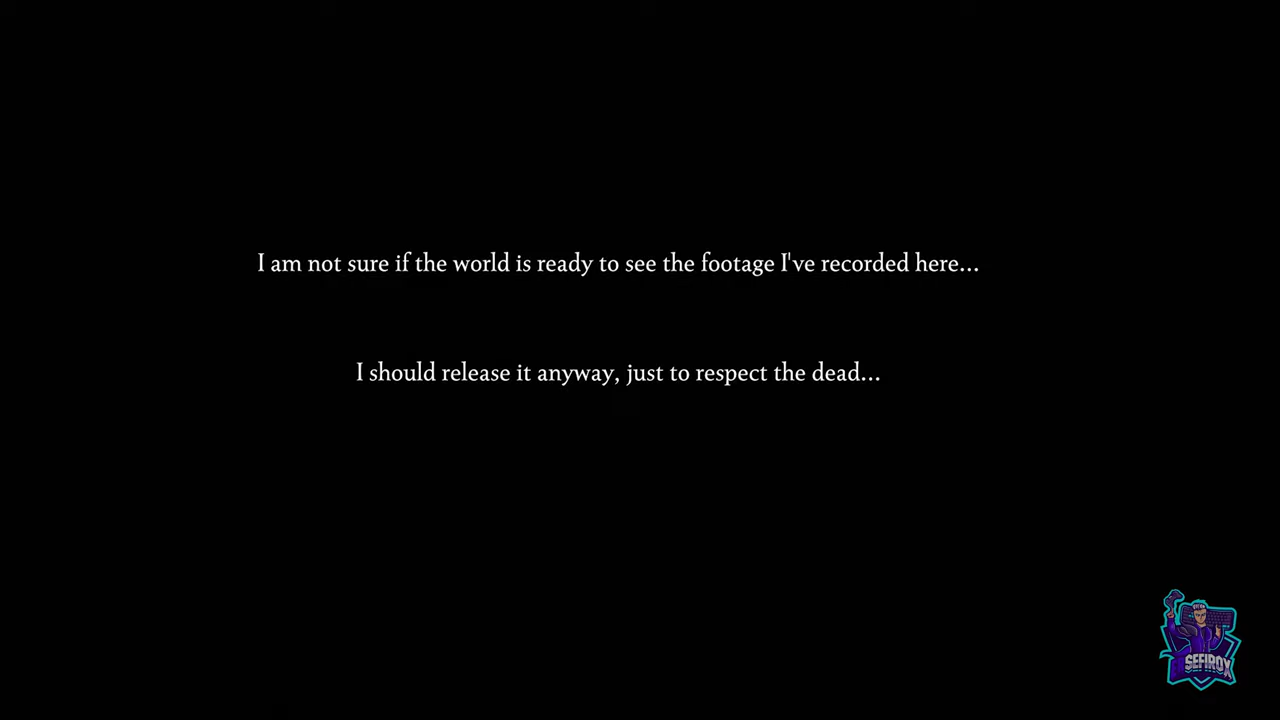 I am not sure if the world is ready to see the footage I've recorded here...
I should release it anyway, just to respect the dead...
SEFIROX